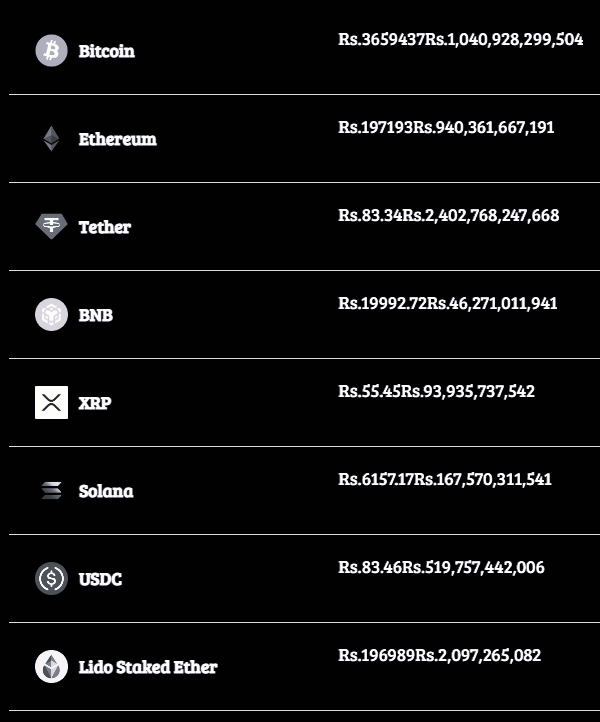 Bitcoin Rs.3659437Rs.1,040,928,299,504
Ethereum Rs.197193Rs.940,361,667,191
Tether Rs.83.34Rs.2,402,768,247,668
BNB Rs.19992.72Rs.46,271,011,941
XRP Rs.55.45Rs.93,935,737,542
Solana Rs.6157.17Rs.167,570,311,541
USDC Rs.83.46Rs.519,757,442,006
Lido Staked Ether Rs.196989Rs.2,097,265,082